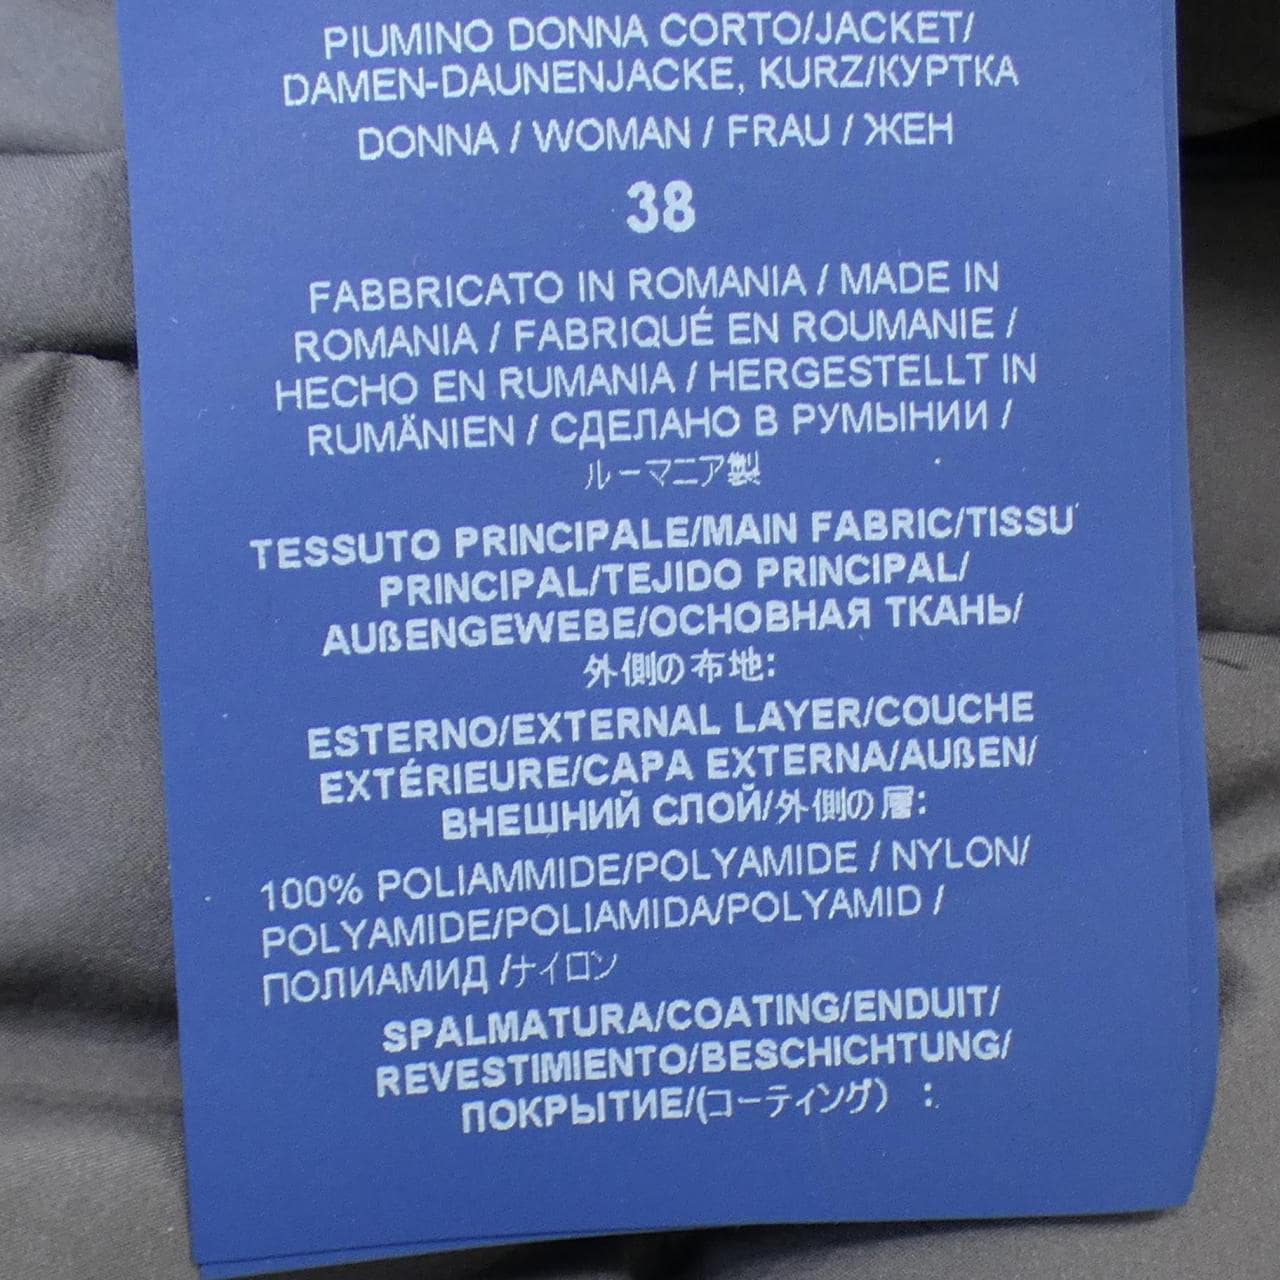 PIUMINO DONNA CORTO/JACKET/
DAMEN-DAUNENJACKE, KURZ/КУРТКА
DONNA / WOMAN / FRAU / ЖЕН
38
FABBRICATO IN ROMANIA / MADE IN
ROMANIA / FABRIQUÉ EN ROUMANIE /
HECHO EN RUMANIA / HERGESTELLT IN
RUMÄNIEN / СДЕЛАНО В РУМЫНИИ /
ルーマニア製
TESSUTO PRINCIPALE/MAIN FABRIC/TISSU
PRINCIPAL/TEJIDO PRINCIPAL/
AUßENGEWEBE/ОСНОВНАЯ ТКАНЬ/
外側の布地:
ESTERNO/EXTERNAL LAYER/COUCHE
EXTÉRIEURE/CAPA EXTERNA/AUßEN/
ВНЕШНИЙ СЛОЙ/外側の層:
100% POLIAMMIDE/POLYAMIDE / NYLON/
POLYAMIDE/POLIAMIDA/POLYAMID /
ПОЛИАМИД /ナイロン
SPALMATURA/COATING/ENDUIT/
REVESTIMIENTO/BESCHICHTUNG/
ПОКРЫТИЕ/(コーティング) :